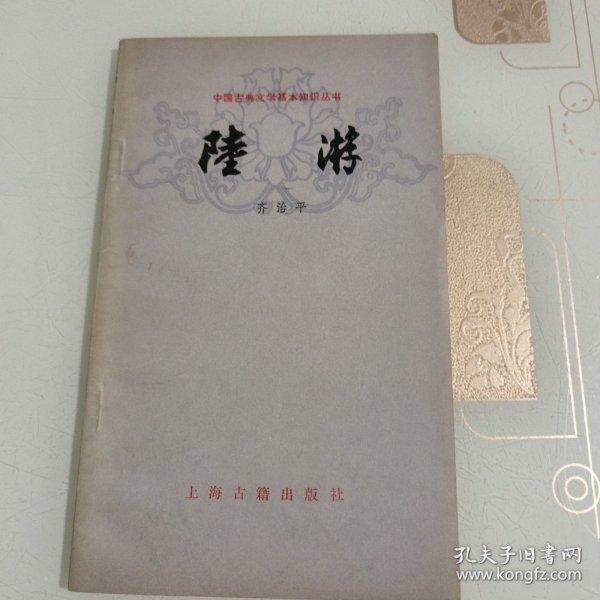 中国古典文学基本知识丛书
陸游
齐治平
上海古籍出版社
孔夫子旧书网
www.kongfz.com